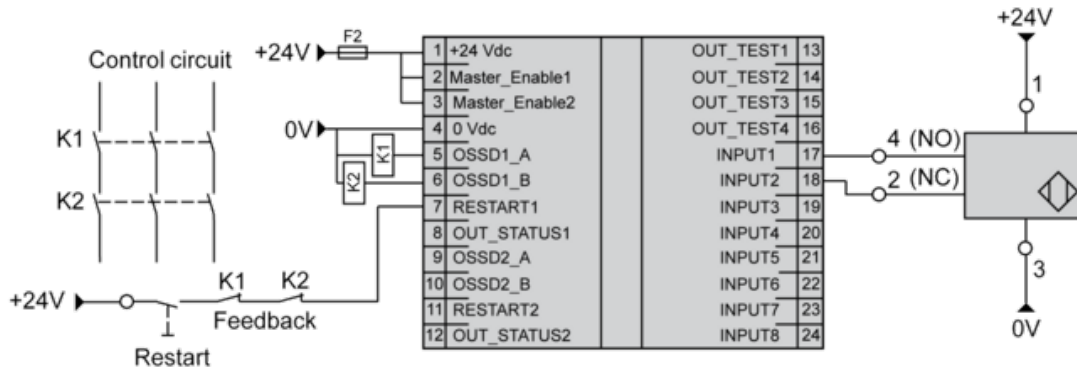 Control circuit
K1
K2
+24V
F2
0V
K1
K2
+24V
K1 K2
Feedback
Restart
1 +24 Vdc
2 Master_Enable1
3 Master_Enable2
4 0 Vdc
5 OSSD1_A
6 OSSD1_B
7 RESTART1
8 OUT_STATUS1
9 OSSD2_A
10 OSSD2_B
11 RESTART2
12 OUT_STATUS2
OUT_TEST1 13
OUT_TEST2 14
OUT_TEST3 15
OUT_TEST4 16
INPUT1 17
INPUT2 18
INPUT3 19
INPUT4 20
INPUT5 21
INPUT6 22
INPUT7 23
INPUT8 24
+24V
1
4 (NO)
2 (NC)
3
0V